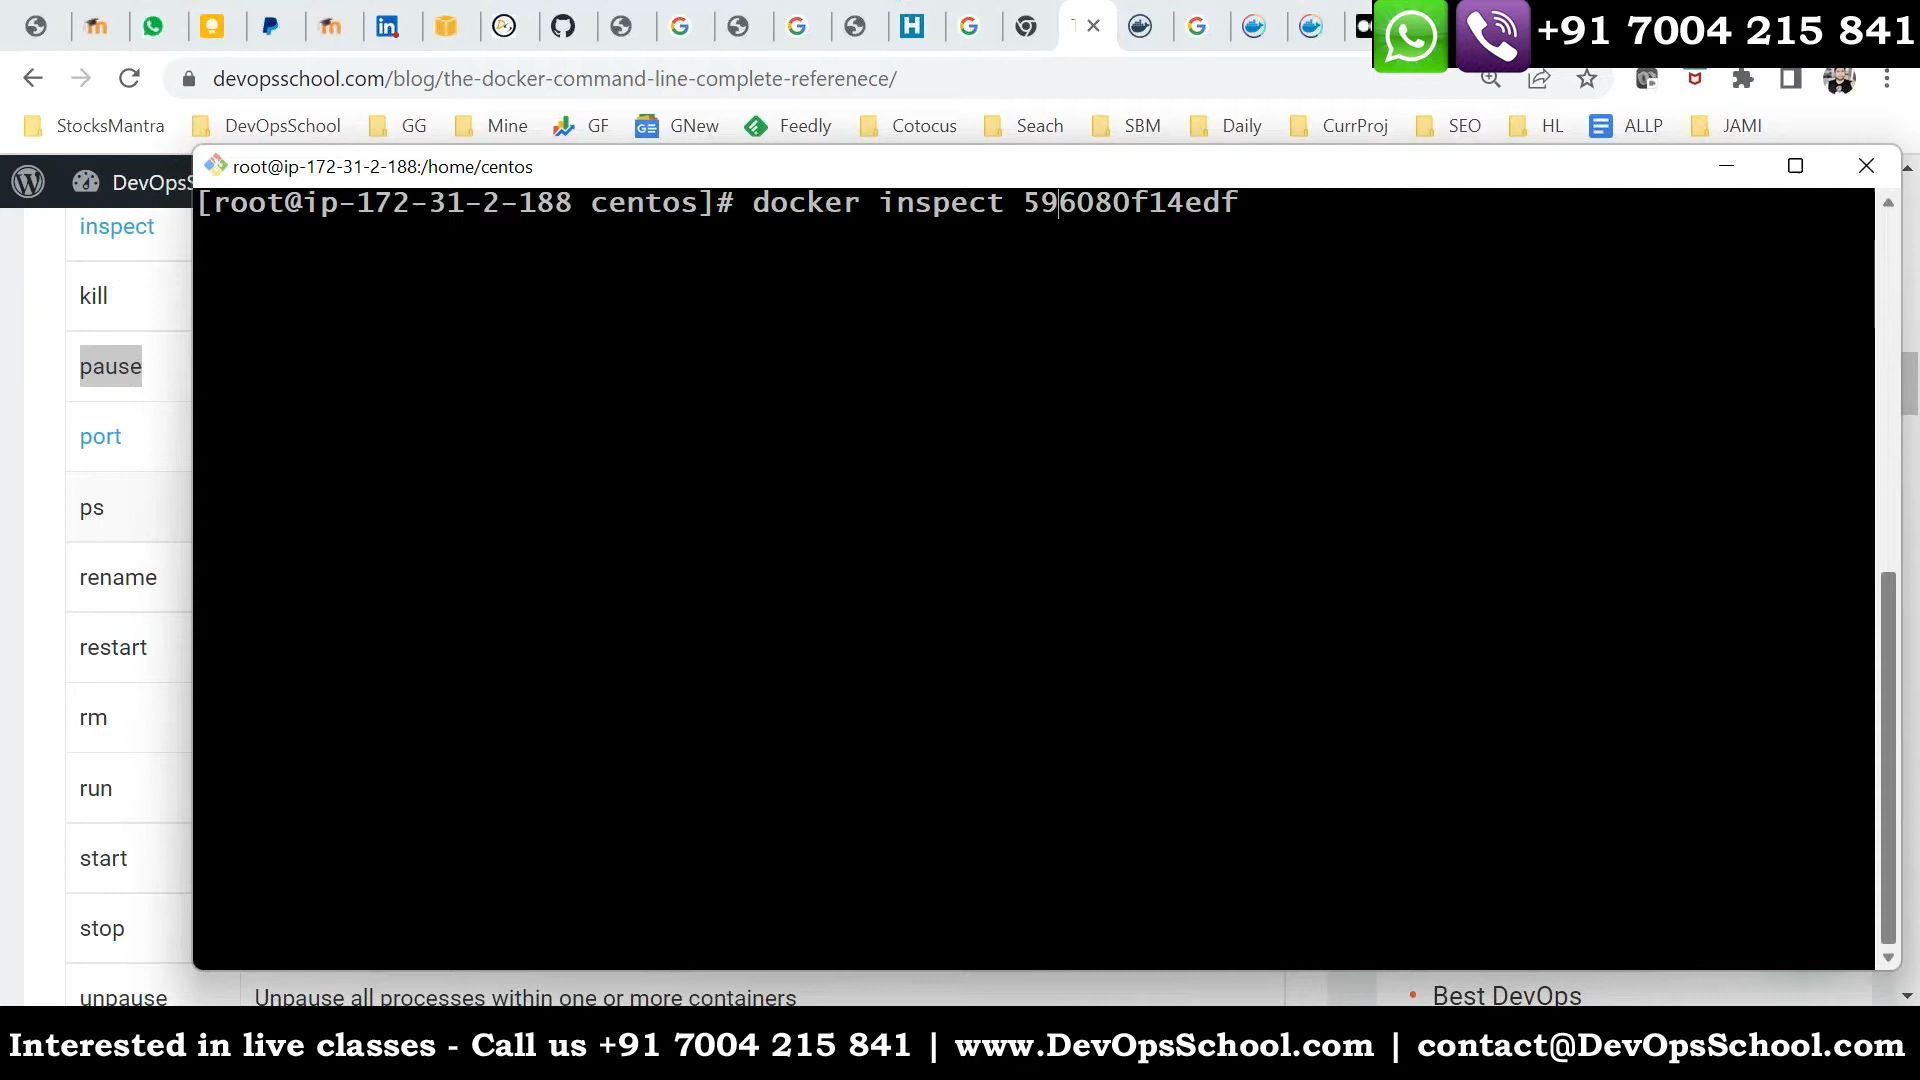 +91 7004 215 841
devopsschool.com/blog/the-docker-command-line-complete-referenece/
StocksMantra DevOpsSchool GG Mine GF GNew Feedly Cotocus Seach SBM Daily CurrProj SEO HL ALLP JAMI
root@ip-172-31-2-188:/home/centos
DevOpsS
[root@ip-172-31-2-188 centos]# docker inspect 596080f14edf
inspect
kill
pause
port
ps
rename
restart
rm
run
start
stop
unpause Unpause all processes within one or more containers
• Best DevOps
Interested in live classes - Call us +91 7004 215 841 | www.DevOpsSchool.com | contact@DevOpsSchool.com